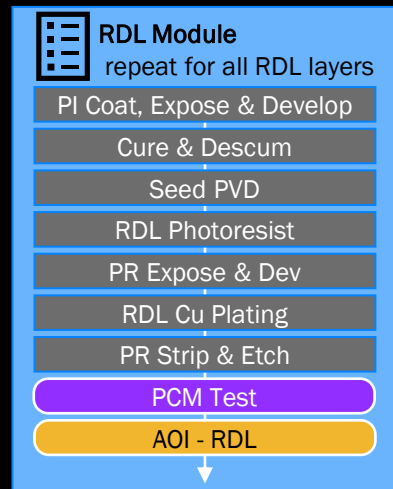 RDL Module
repeat for all RDL layers
PI Coat, Expose & Develop
Cure & Descum
Seed PVD
RDL Photoresist
PR Expose & Dev
RDL Cu Plating
PR Strip & Etch
PCM Test
AOI - RDL